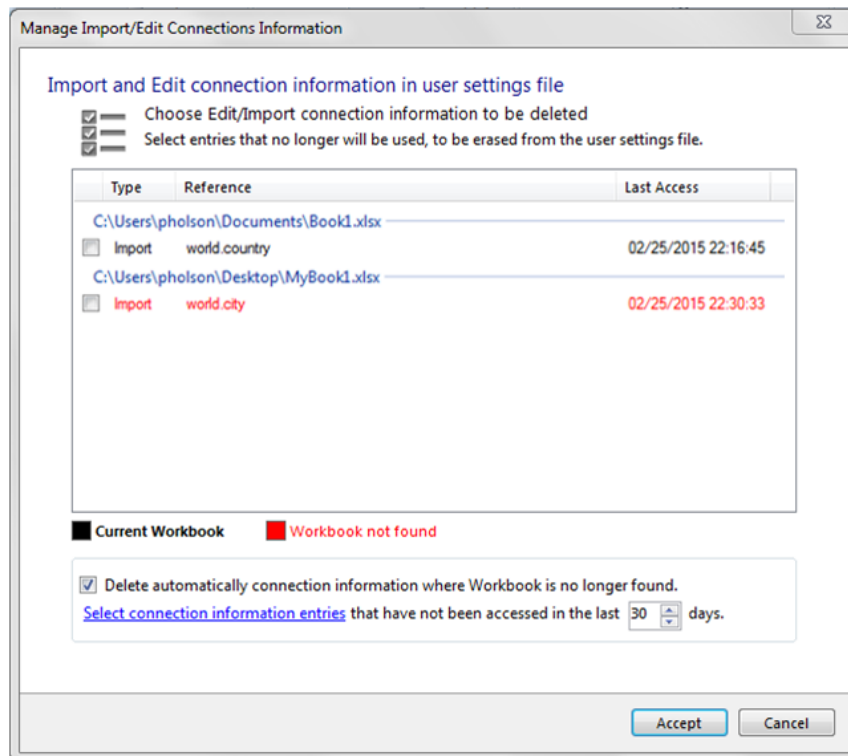 Manage Import/Edit Connections Information
Import and Edit connection information in user settings file
Choose Edit/Import connection information to be deleted
Select entries that no longer will be used, to be erased from the user settings file.
Type Reference Last Access
C:\Users\pholson\Documents\Book1.xlsx
Import world.country 02/25/2015 22:16:45
C:\Users\pholson\Desktop\MyBook1.xlsx
Import world.city 02/25/2015 22:30:33
Current Workbook Workbook not found
Delete automatically connection information where Workbook is no longer found.
Select connection information entries that have not been accessed in the last 30 days.
Accept Cancel